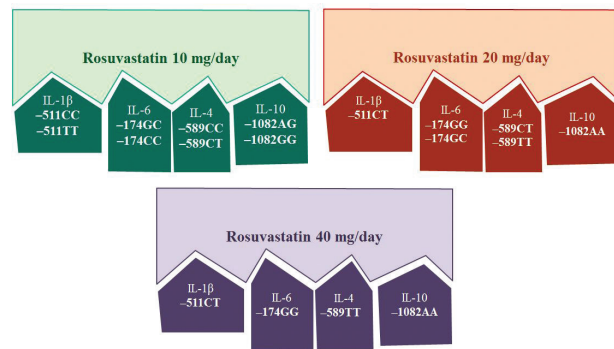 Rosuvastatin 10 mg/day
IL-1β
–511CC
–511TT
IL-6
–174GC
–174CC
IL-4
–589CC
–589CT
IL-10
–1082AG
–1082GG
Rosuvastatin 20 mg/day
IL-1β
–511CT
IL-6
–174GG
–174GC
IL-4
–589CT
–589TT
IL-10
–1082AA
Rosuvastatin 40 mg/day
IL-1β
–511CT
IL-6
–174GG
IL-4
–589TT
IL-10
–1082AA